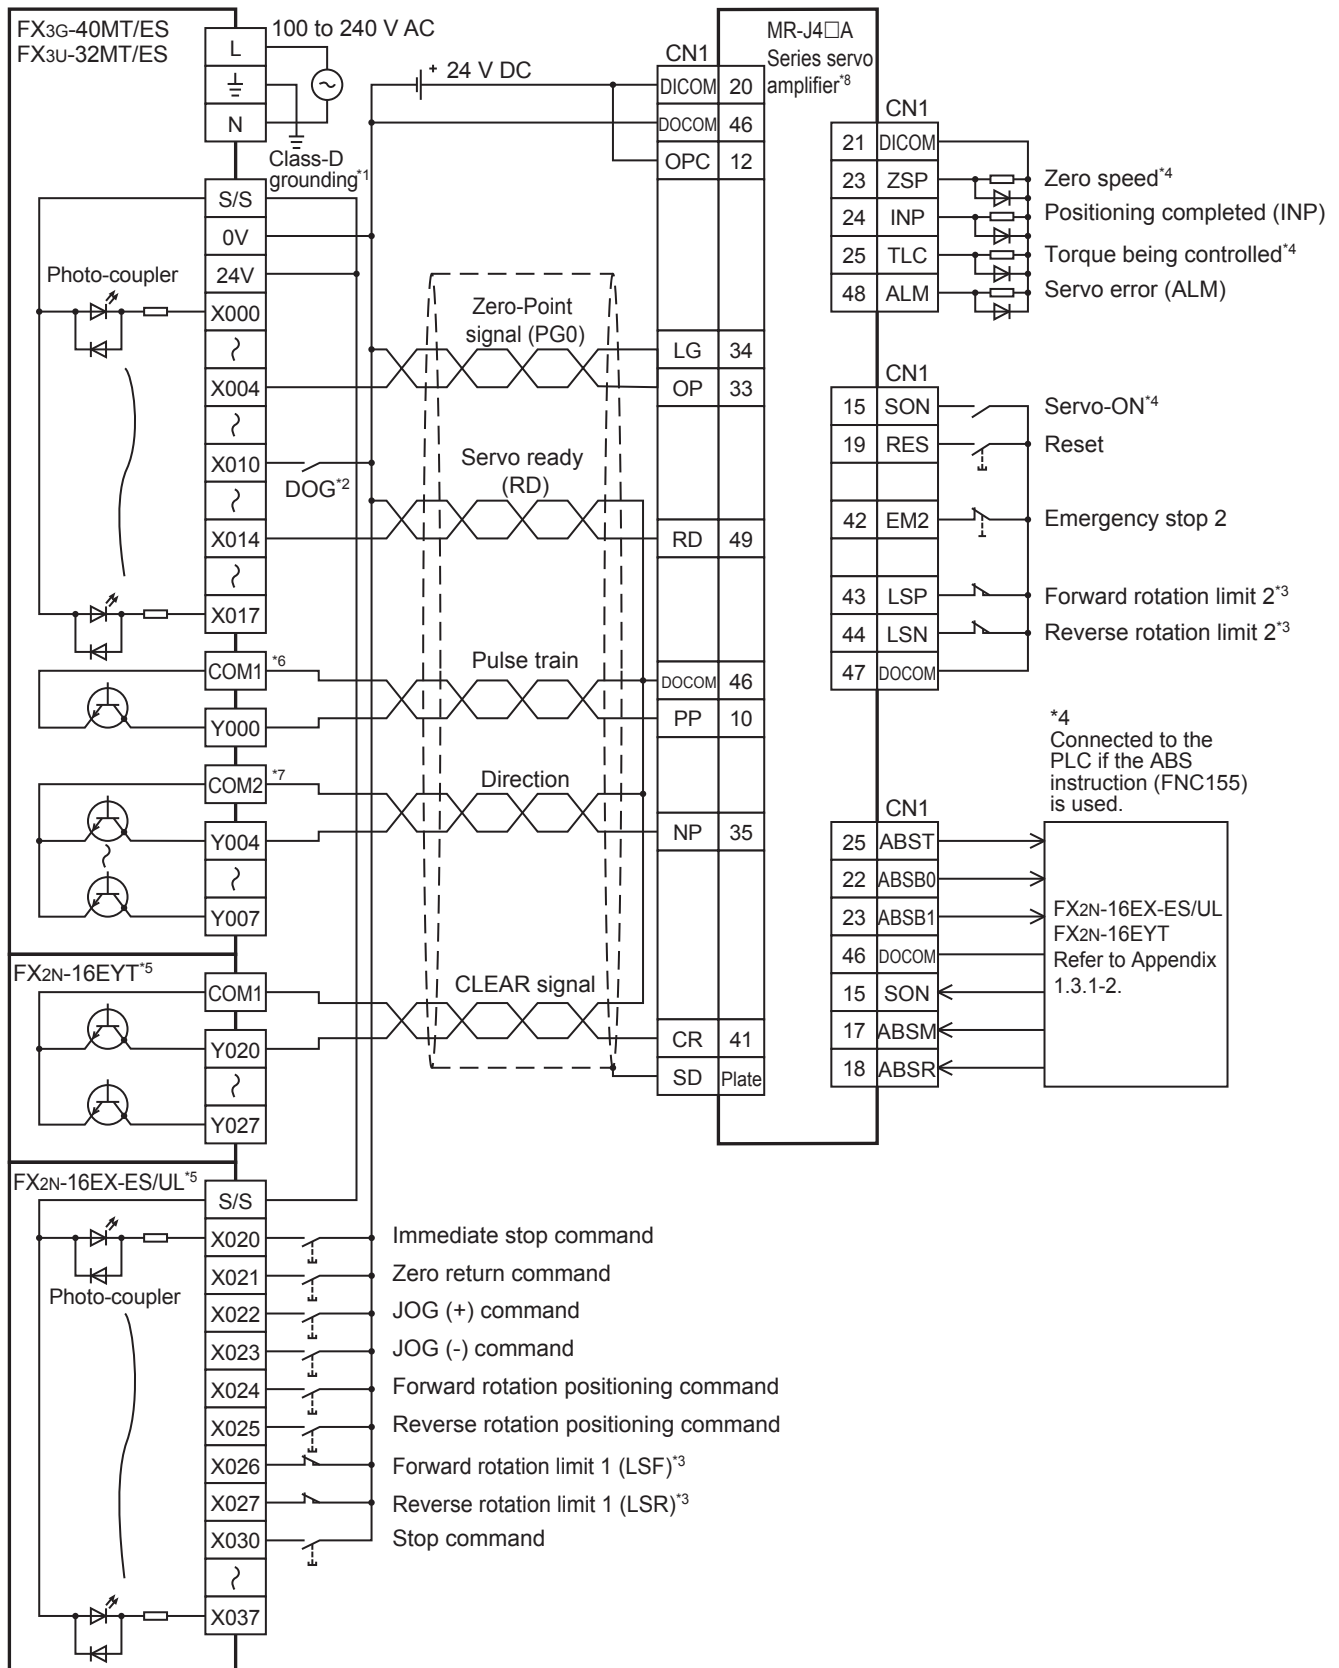 FX3G-40MT/ES
FX3U-32MT/ES
L
N
100 to 240 V AC
Class-D
grounding*1
+ 24 V DC
S/S
0V
24V
X000
X004
X010
X014
X017
Photo-coupler
DOG*2
COM1 *6
Y000
COM2 *7
Y004
Y007
FX2N-16EYT*5
COM1
Y020
Y027
FX2N-16EX-ES/UL*5
S/S
X020
X021
X022
X023
X024
X025
X026
X027
X030
X037
Photo-coupler
Immediate stop command
Zero return command
JOG (+) command
JOG (-) command
Forward rotation positioning command
Reverse rotation positioning command
Forward rotation limit 1 (LSF)*3
Reverse rotation limit 1 (LSR)*3
Stop command
Zero-Point
signal (PG0)
Servo ready
(RD)
Pulse train
Direction
CLEAR signal
MR-J4□A
Series servo
amplifier*8
CN1
DICOM 20
DOCOM 46
OPC 12
LG 34
OP 33
RD 49
DOCOM 46
PP 10
NP 35
CR 41
SD Plate
CN1
21 DICOM
23 ZSP
24 INP
25 TLC
48 ALM
Zero speed*4
Positioning completed (INP)
Torque being controlled*4
Servo error (ALM)
CN1
15 SON
19 RES
42 EM2
43 LSP
44 LSN
47 DOCOM
Servo-ON*4
Reset
Emergency stop 2
Forward rotation limit 2*3
Reverse rotation limit 2*3
*4
Connected to the
PLC if the ABS
instruction (FNC155)
is used.
CN1
25 ABST
22 ABSB0
23 ABSB1
46 DOCOM
15 SON
17 ABSM
18 ABSR
FX2N-16EX-ES/UL
FX2N-16EYT
Refer to Appendix
1.3.1-2.